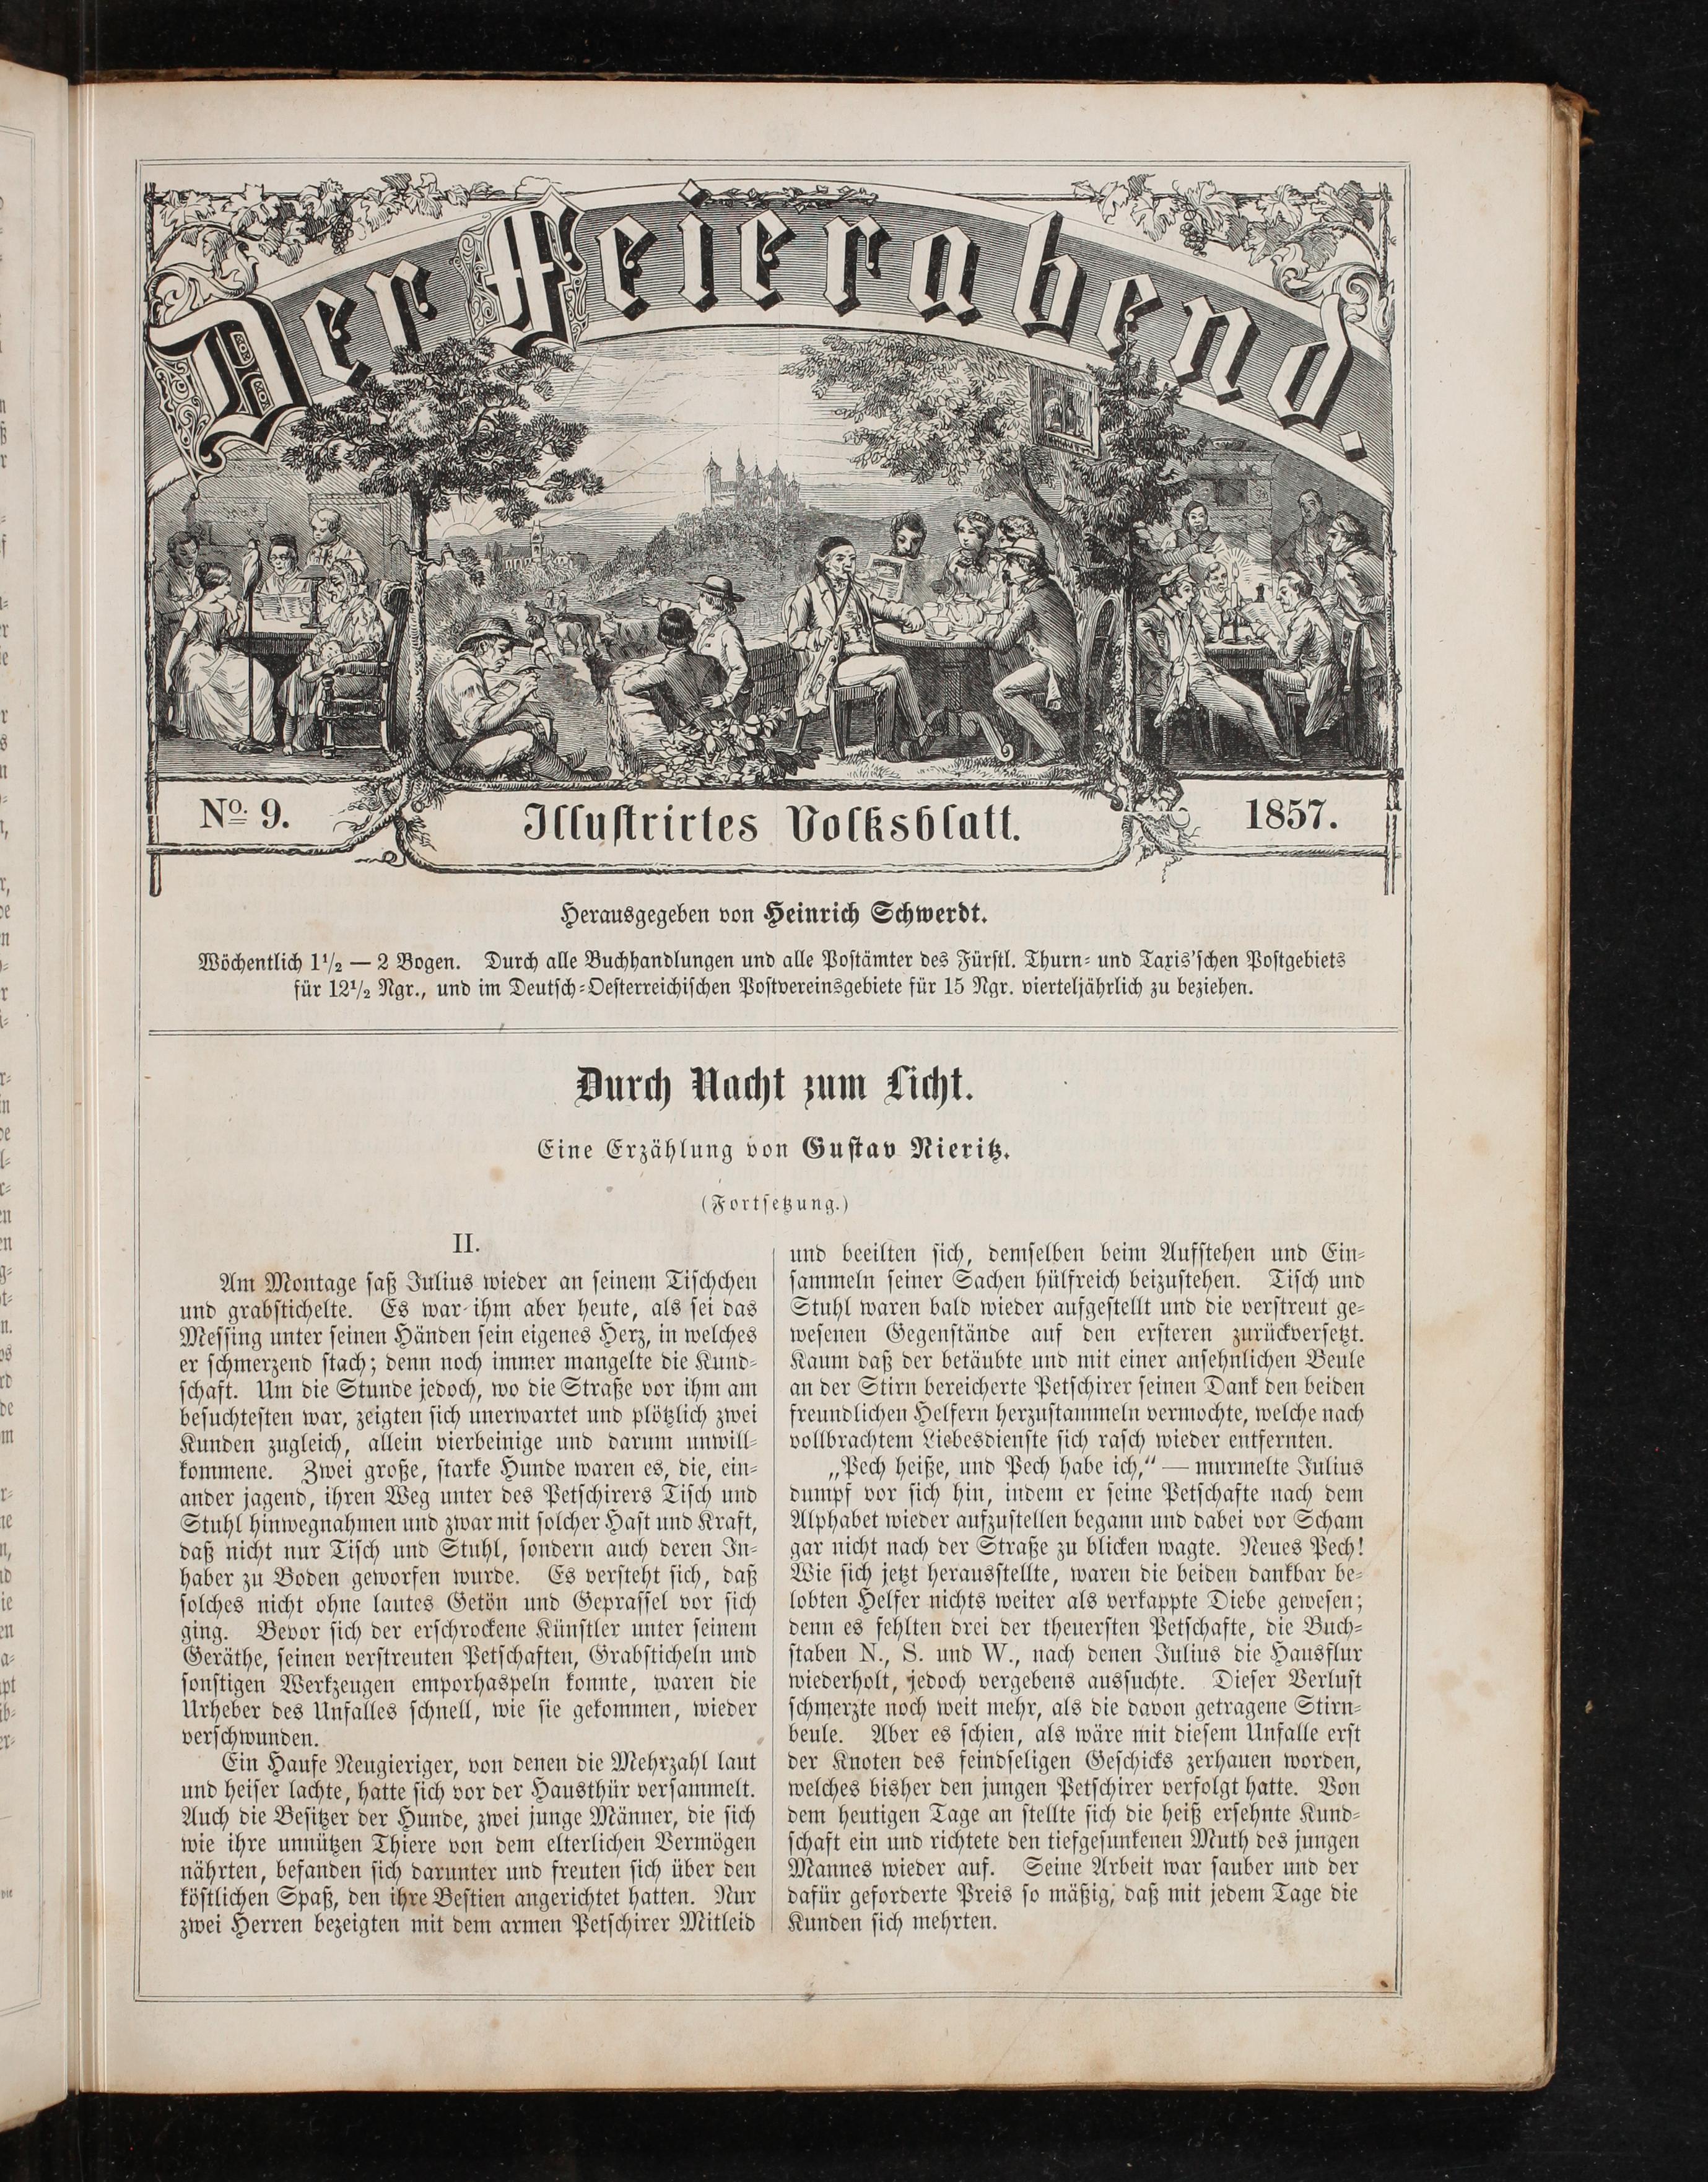 Der Feierabend.
No. 9.
Illustrirtes Volksblatt.
1857.
Herausgegeben von Heinrich Schwerdt.
Wöchentlich 1½ — 2 Bogen. Durch alle Buchhandlungen und alle Postämter des Fürstl. Thurn- und Taxis'schen Postgebiets
für 12½ Ngr., und im Deutsch-Oesterreichischen Postvereinsgebiete für 15 Ngr. vierteljährlich zu beziehen.
Durch Nacht zum Licht.
Eine Erzählung von Gustav Nieritz.
(Fortsetzung.)
II.
Am Montage saß Julius wieder an seinem Tischchen
und grabstichelte. Es war ihm aber heute, als sei das
Messing unter seinen Händen sein eigenes Herz, in welches
er schmerzend stach; denn noch immer mangelte die Kund-
schaft. Um die Stunde jedoch, wo die Straße vor ihm am
besuchtesten war, zeigten sich unerwartet und plötzlich zwei
Kunden zugleich, allein vierbeinige und darum unwill-
kommene. Zwei große, starke Hunde waren es, die, ein-
ander jagend, ihren Weg unter des Petschirers Tisch und
Stuhl hinwegnahmen und zwar mit solcher Hast und Kraft,
daß nicht nur Tisch und Stuhl, sondern auch deren In-
haber zu Boden geworfen wurde. Es versteht sich, daß
solches nicht ohne lautes Getön und Geprassel vor sich
ging. Bevor sich der erschrockene Künstler unter seinem
Geräthe, seinen verstreuten Petschaften, Grabsticheln und
sonstigen Werkzeugen emporhaspeln konnte, waren die
Urheber des Unfalles schnell, wie sie gekommen, wieder
verschwunden.
Ein Haufe Neugieriger, von denen die Mehrzahl laut
und heiser lachte, hatte sich vor der Hausthür versammelt.
Auch die Besitzer der Hunde, zwei junge Männer, die sich
wie ihre unnützen Thiere von dem elterlichen Vermögen
nährten, befanden sich darunter und freuten sich über den
köstlichen Spaß, den ihre Bestien angerichtet hatten. Nur
zwei Herren bezeigten mit dem armen Petschirer Mitleid
und beeilten sich, demselben beim Aufstehen und Ein-
sammeln seiner Sachen hülfreich beizustehen. Tisch und
Stuhl waren bald wieder aufgestellt und die verstreut ge-
wesenen Gegenstände auf den ersteren zurückversetzt.
Kaum daß der betäubte und mit einer ansehnlichen Beule
an der Stirn bereicherte Petschirer seinen Dank den beiden
freundlichen Helfern herzustammeln vermochte, welche nach
vollbrachtem Liebesdienste sich rasch wieder entfernten.
„Pech heiße, und Pech habe ich,“ — murmelte Julius
dumpf vor sich hin, indem er seine Petschafte nach dem
Alphabet wieder aufzustellen begann und dabei vor Scham
gar nicht nach der Straße zu blicken wagte. Neues Pech!
Wie sich jetzt herausstellte, waren die beiden dankbar be-
lobten Helfer nichts weiter als verkappte Diebe gewesen;
denn es fehlten drei der theuersten Petschafte, die Buch-
staben N., S. und W., nach denen Julius die Hausflur
wiederholt, jedoch vergebens aussuchte. Dieser Verlust
schmerzte noch weit mehr, als die davon getragene Stirn-
beule. Aber es schien, als wäre mit diesem Unfalle erst
der Knoten des feindseligen Geschicks zerhauen worden,
welches bisher den jungen Petschirer verfolgt hatte. Von
dem heutigen Tage an stellte sich die heiß ersehnte Kund-
schaft ein und richtete den tiefgesunkenen Muth des jungen
Mannes wieder auf. Seine Arbeit war sauber und der
dafür geforderte Preis so mäßig, daß mit jedem Tage die
Kunden sich mehrten.